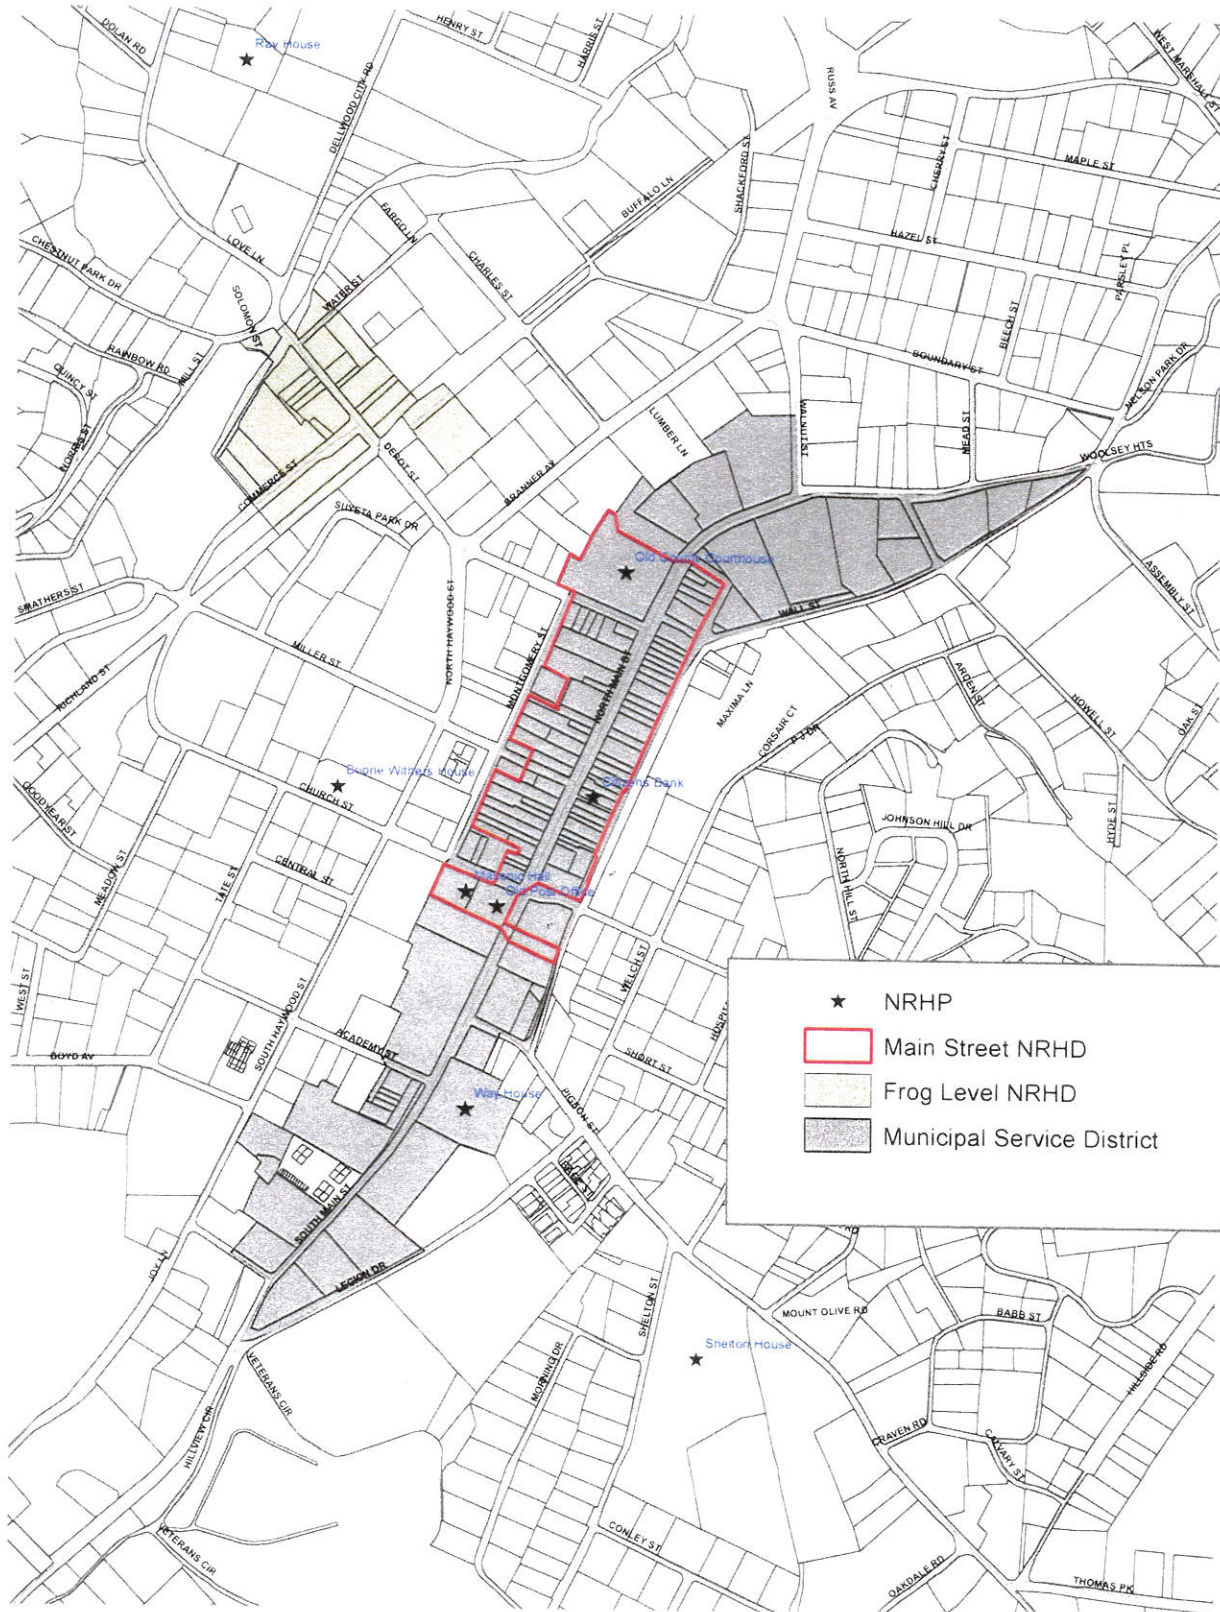 DOLAN RD
Ray House
HENRY ST
HARRIS ST
WEST MARSHALL ST
RUSS AV
DELLWOOD CITY RD
SHACKFORD ST
CHERRY ST
MAPLE ST
BUFFALO LN
FARGO LN
LOVE LN
CHESTNUT PARK DR
HAZEL ST
PARSLEY PL
CHARLES ST
WATER ST
SOLOMON ST
BEECH ST
RAINBOW RD
MILL ST
QUINCY ST
BOUNDARY ST
NELSON PARK DR
NORRIS ST
LUMBER LN
WALNUT ST
MEAD ST
WOOLSEY HTS
DEPOT ST
COMMERCE ST
BRANNER AV
SUYETA PARK DR
Old County Courthouse
ASSEMBLY ST
SMATHERS ST
WALL ST
NORTH HAYWOOD ST
MONTGOMERY ST
MILLER ST
NORTH MAIN ST
RICHLAND ST
MAXIMA LN
ARDEN ST
HOWELL ST
OAK ST
CORSAIR CT
P J DR
Boone Withers House
CHURCH ST
Citizens Bank
GOODYEAR ST
HYDE ST
JOHNSON HILL DR
MEADOW ST
TATE ST
CENTRAL ST
NORTH HILL ST
Masonic Hall
Old Post Office
WEST ST
SOUTH HAYWOOD ST
WELCH ST
NRHP
ACADEMY ST
BOYD AV
SHORT ST
Main Street NRHD
Way House
PIGEON ST
Frog Level NRHD
Municipal Service District
SOUTH MAIN ST
JOY LN
LEGION DR
SHELTON ST
MOUNT OLIVE RD
BABB ST
Shelton House
MORNING DR
HILLSIDE RD
VETERANS CIR
HILLVIEW CIR
CRAVEN RD
CALVARY ST
VETERANS CIR
CONLEY ST
OAKDALE RD
THOMAS PK